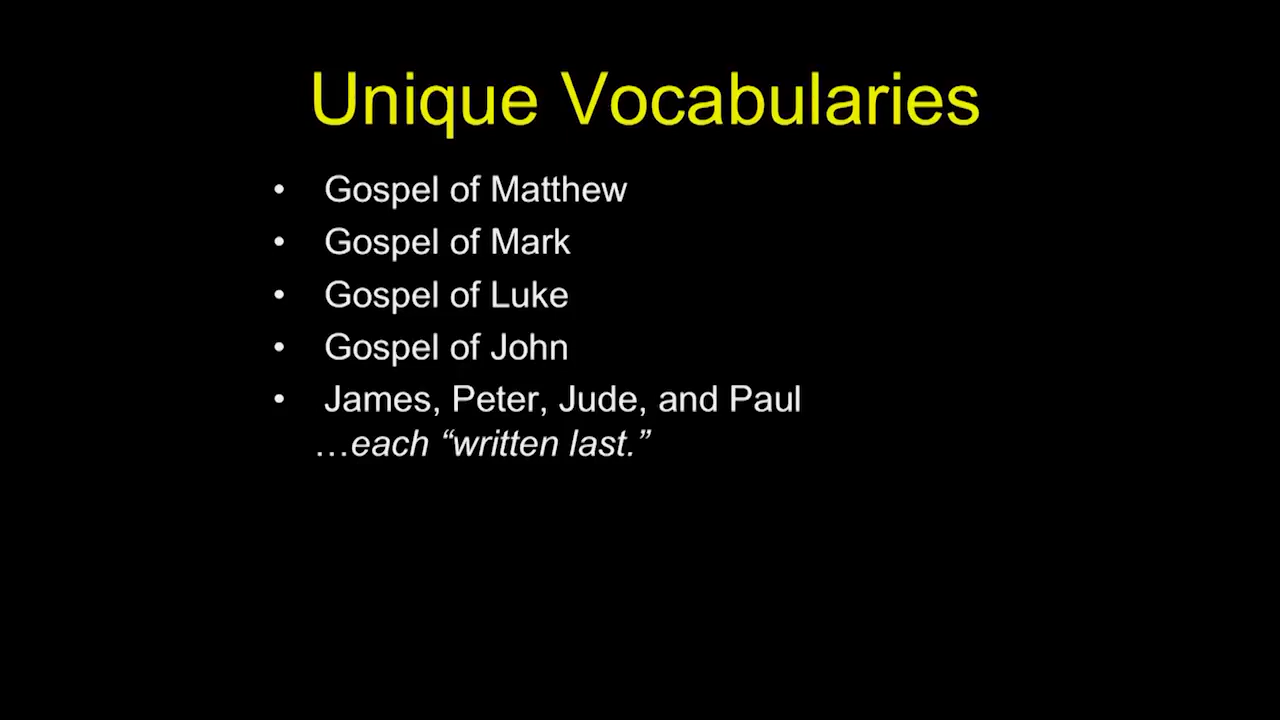 Unique Vocabularies
• Gospel of Matthew
• Gospel of Mark
• Gospel of Luke
• Gospel of John
• James, Peter, Jude, and Paul
…each “written last.”